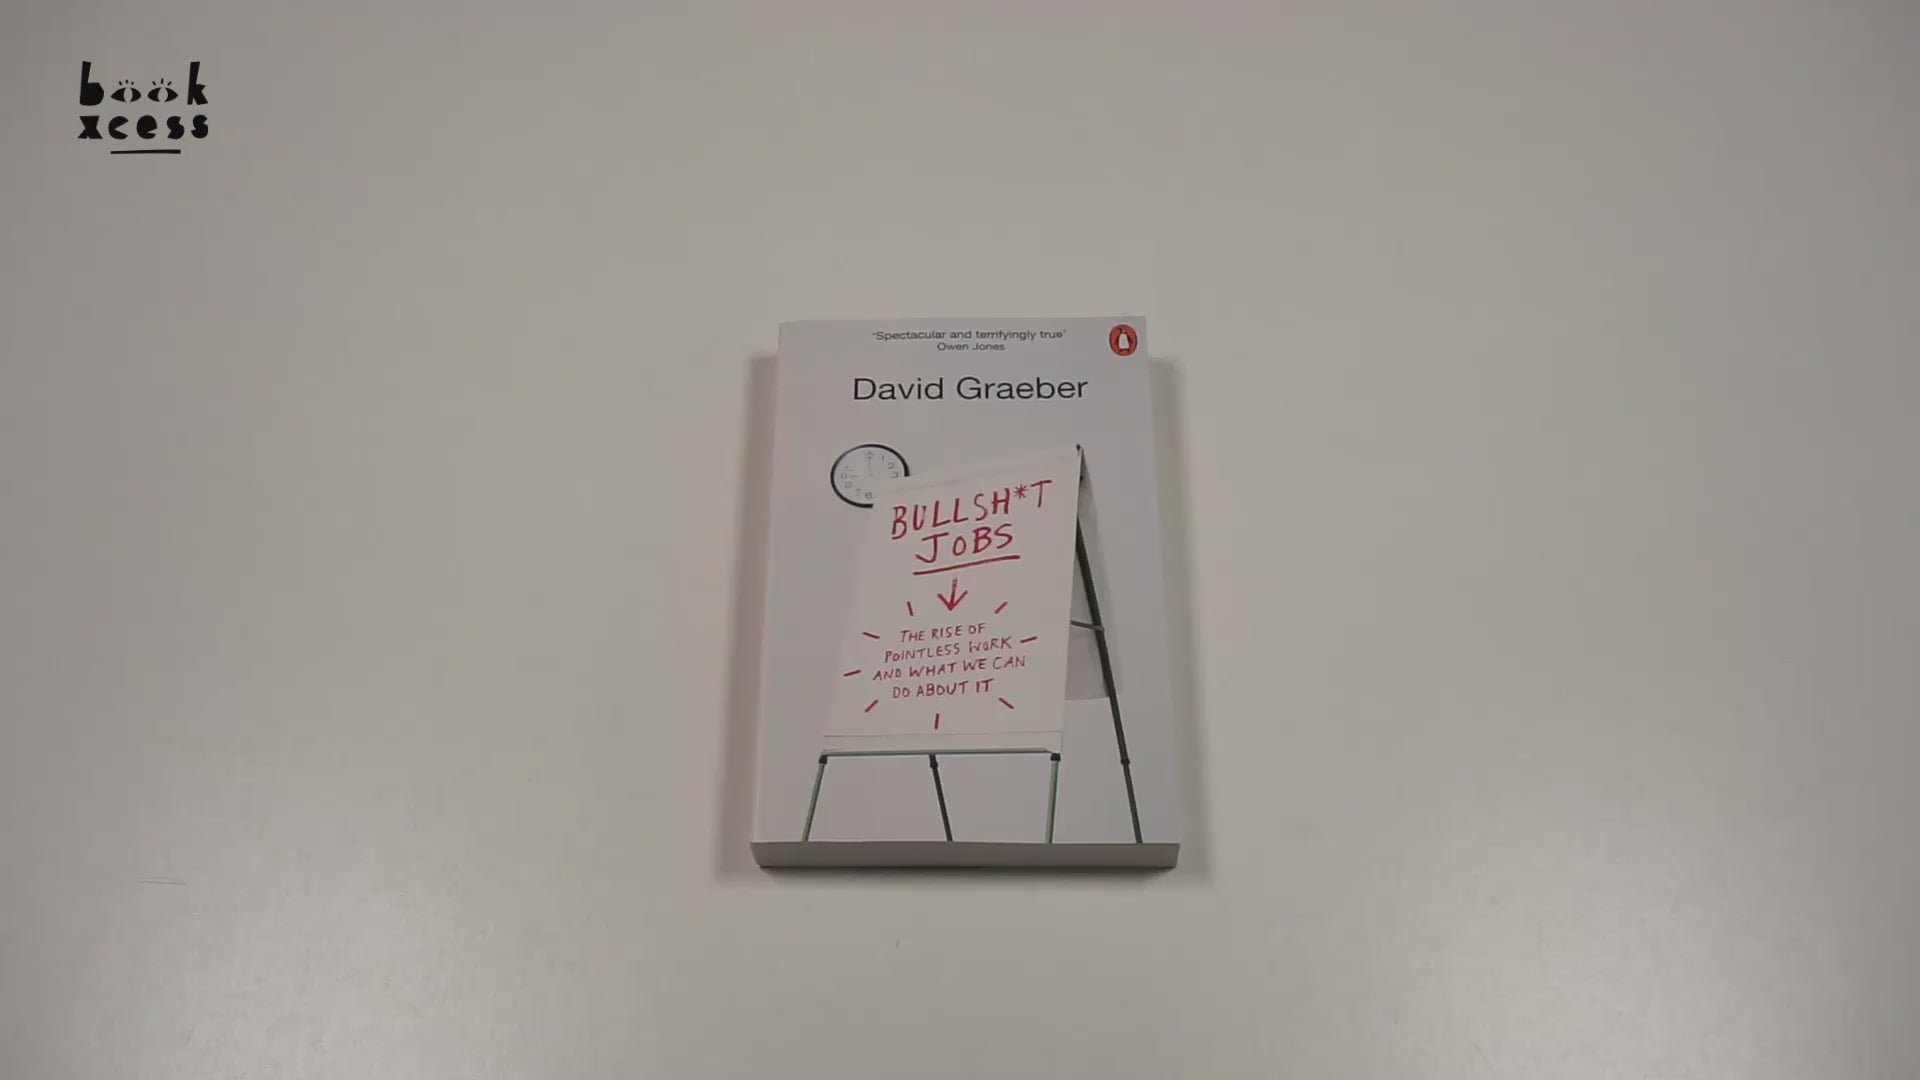 book
xcess
'Spectacular and terrifyingly true'
Owen Jones
David Graeber
BULLSH*T
JOBS
THE RISE OF
POINTLESS WORK
AND WHAT WE CAN
DO ABOUT IT